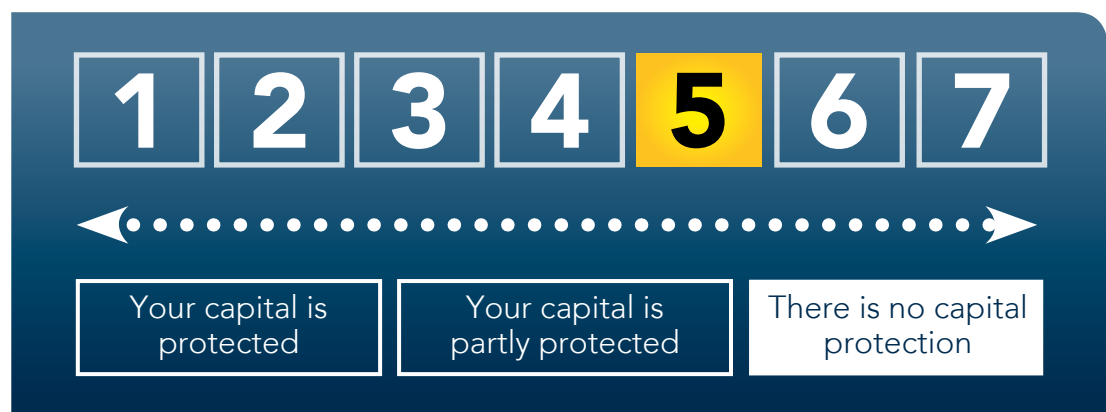 1 2 3 4 5 6 7
Your capital is
protected
Your capital is
partly protected
There is no capital
protection